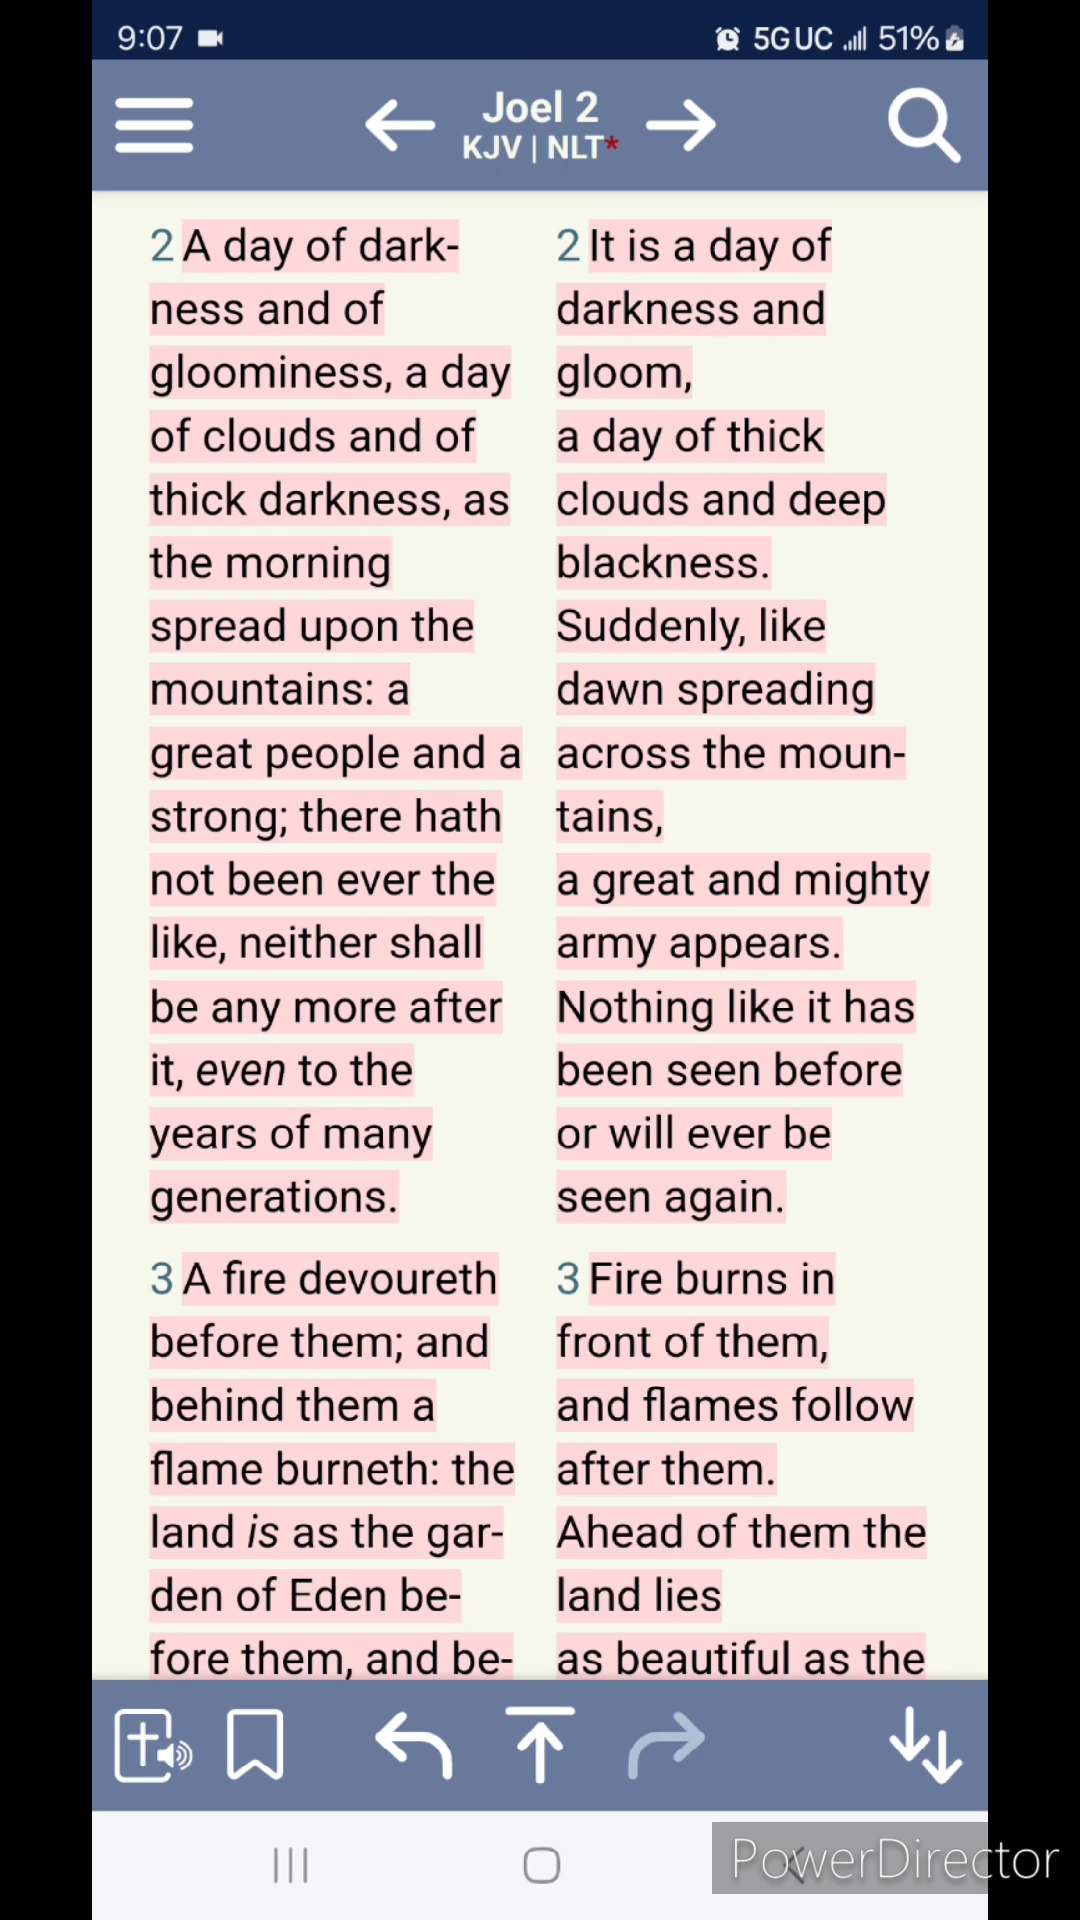 9:07
5G UC 51%
Joel 2
KJV | NLT*
2 A day of dark-
ness and of
gloominess, a day
of clouds and of
thick darkness, as
the morning
spread upon the
mountains: a
great people and a
strong; there hath
not been ever the
like, neither shall
be any more after
it, even to the
years of many
generations.
3 A fire devoureth
before them; and
behind them a
flame burneth: the
land is as the gar-
den of Eden be-
fore them, and be-
2 It is a day of
darkness and
gloom,
a day of thick
clouds and deep
blackness.
Suddenly, like
dawn spreading
across the moun-
tains,
a great and mighty
army appears.
Nothing like it has
been seen before
or will ever be
seen again.
3 Fire burns in
front of them,
and flames follow
after them.
Ahead of them the
land lies
as beautiful as the
PowerDirector